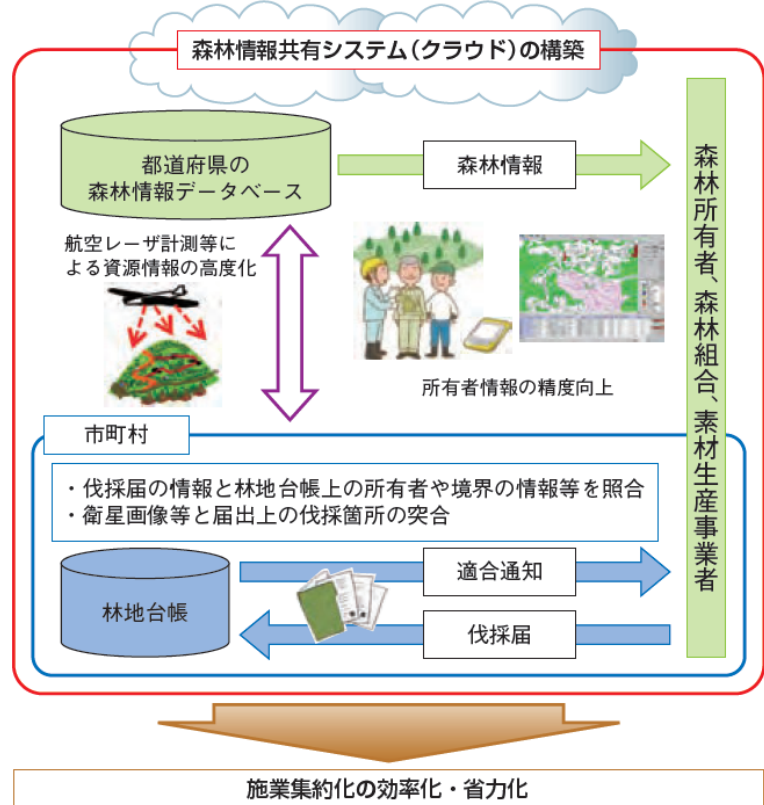 森林情報共有システム（クラウド）の構築
都道府県の
森林情報データベース
森林情報
森林所有者、森林組合、素材生産事業者
航空レーザ計測等に
よる資源情報の高度化
所有者情報の精度向上
市町村
・伐採届の情報と林地台帳上の所有者や境界の情報等を照合
・衛星画像等と届出上の伐採箇所の突合
林地台帳
適合通知
伐採届
施業集約化の効率化・省力化